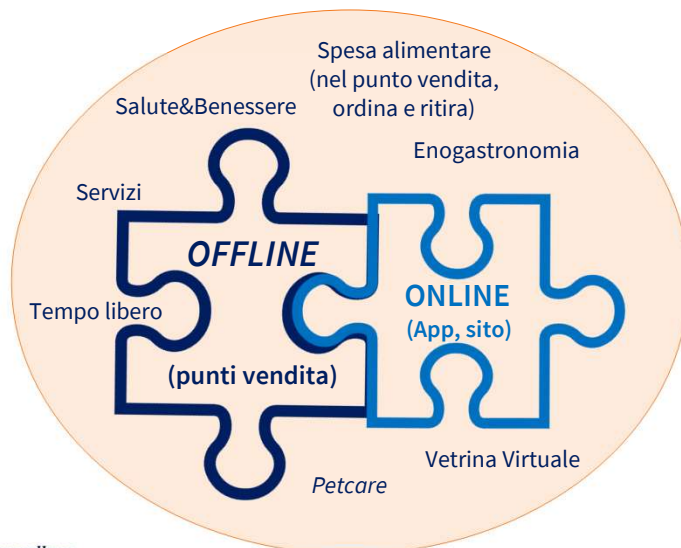 Spesa alimentare
(nel punto vendita,
ordina e ritira)
Salute&Benessere
Enogastronomia
Servizi
OFFLINE
ONLINE
(App, sito)
Tempo libero
(punti vendita)
Vetrina Virtuale
Petcare